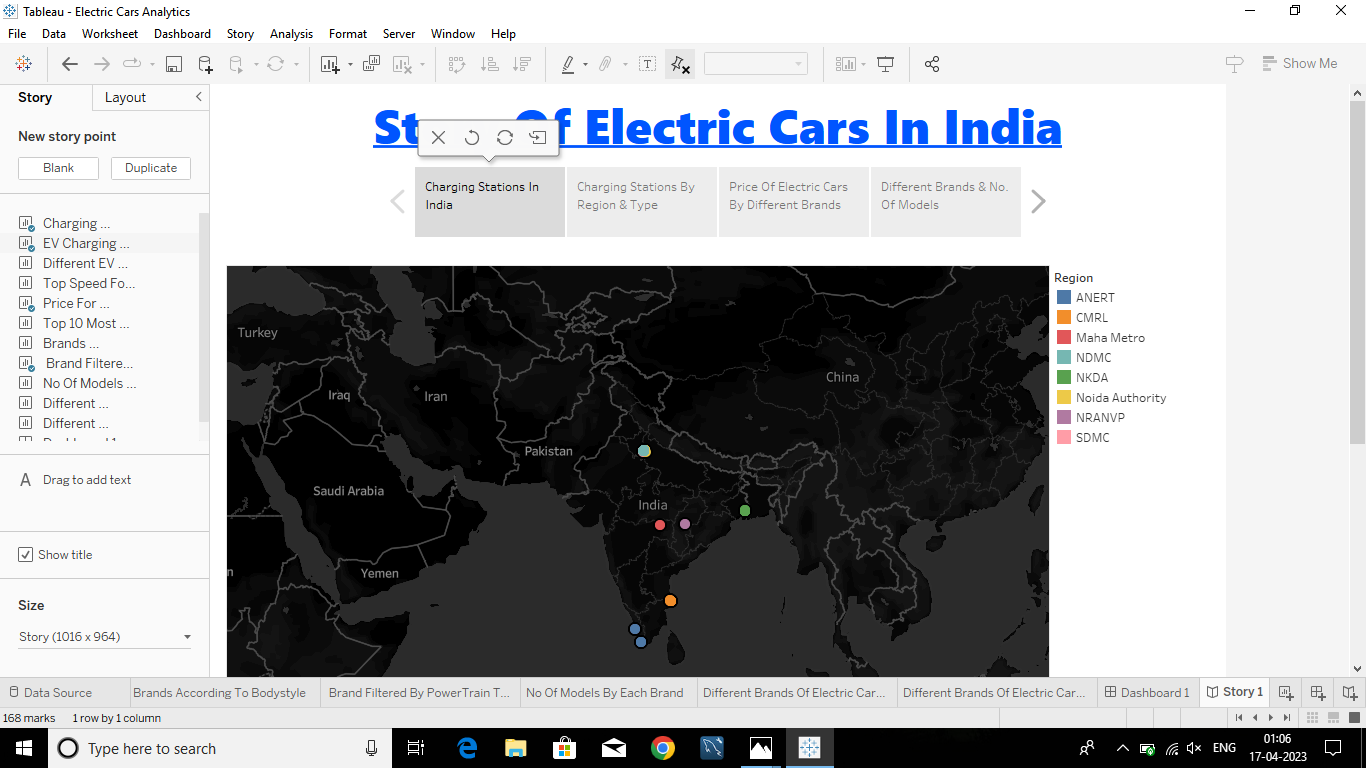 Tableau - Electric Cars Analytics
File Data Worksheet Dashboard Story Analysis Format Server Window Help
Show Me
Story Layout
New story point
Blank Duplicate
Charging ...
EV Charging ...
Different EV ...
Top Speed Fo...
Price For ...
Top 10 Most ...
Brands ...
Brand Filtere...
No Of Models ...
Different ...
Different ...
A Drag to add text
Show title
Size
Story (1016 x 964)
Of Electric Cars In India
Charging Stations In
India
Charging Stations By
Region & Type
Price Of Electric Cars
By Different Brands
Different Brands & No.
Of Models
Turkey
Iraq
Iran
China
Pakistan
Saudi Arabia
India
Yemen
Region
ANERT
CMRL
Maha Metro
NDMC
NKDA
Noida Authority
NRANVP
SDMC
Data Source Brands According To Bodystyle Brand Filtered By PowerTrain T... No Of Models By Each Brand Different Brands Of Electric Car... Different Brands Of Electric Car... Dashboard 1 Story 1
168 marks 1 row by 1 column
Type here to search
ENG
01:06
17-04-2023